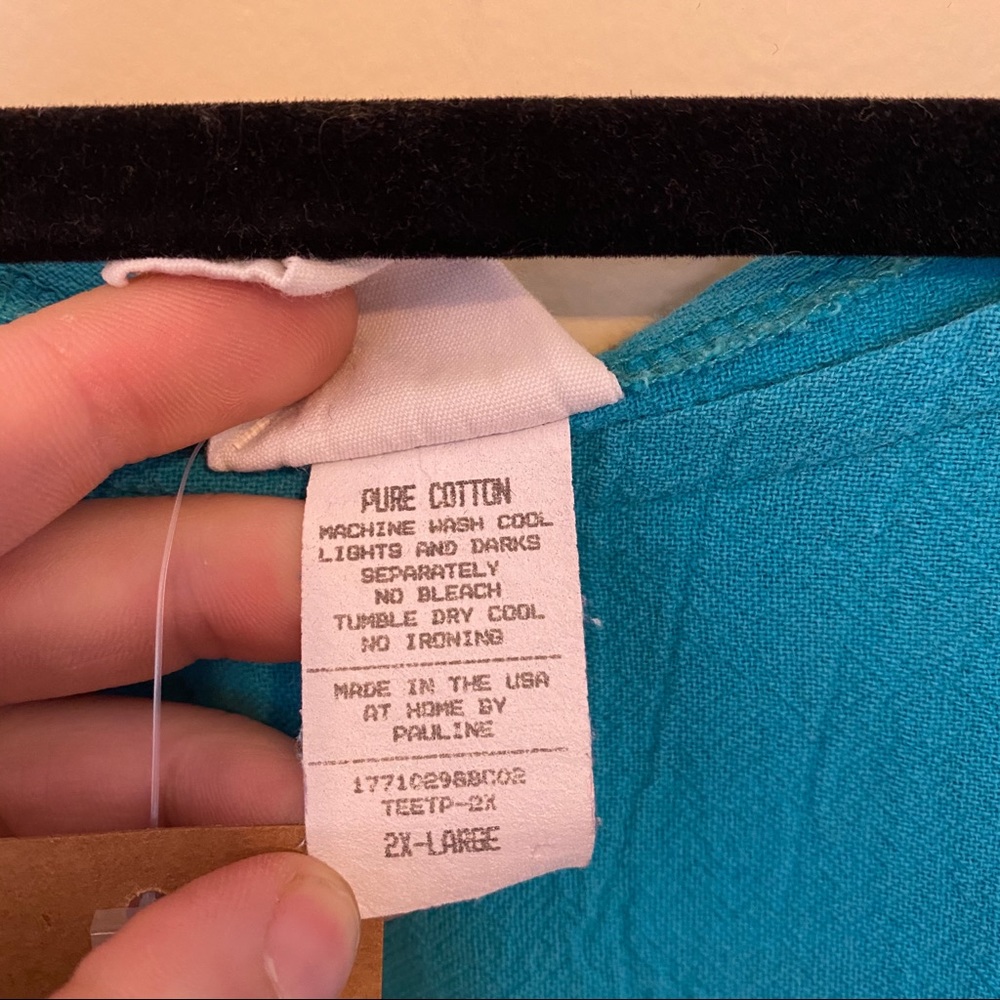 PURE COTTON
MACHINE WASH COOL
LIGHTS AND DARKS
SEPARATELY
NO BLEACH
TUMBLE DRY COOL
NO IRONING
MADE IN THE USA
AT HOME BY
PAULINE
TEETP-2X
2X-LARGE